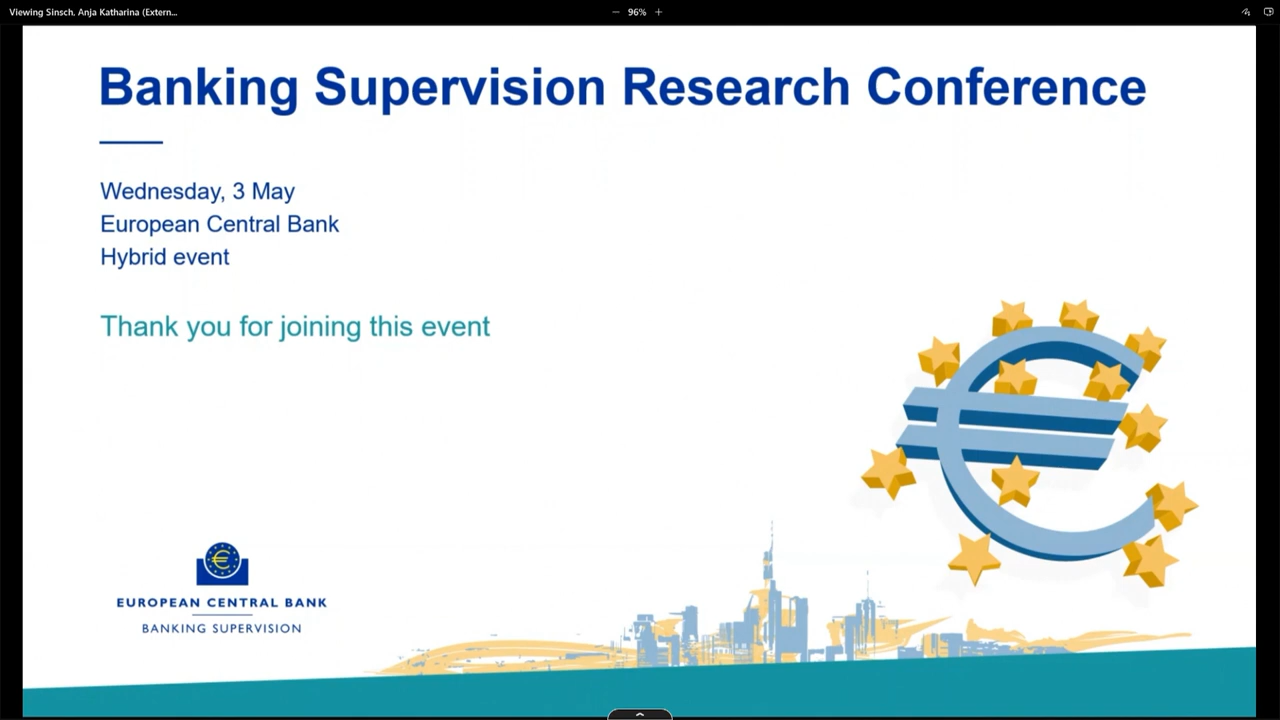 Viewing Sinsch, Anja Katharina (Extern...
96%
Banking Supervision Research Conference
Wednesday, 3 May
European Central Bank
Hybrid event
Thank you for joining this event
EUROPEAN CENTRAL BANK
BANKING SUPERVISION